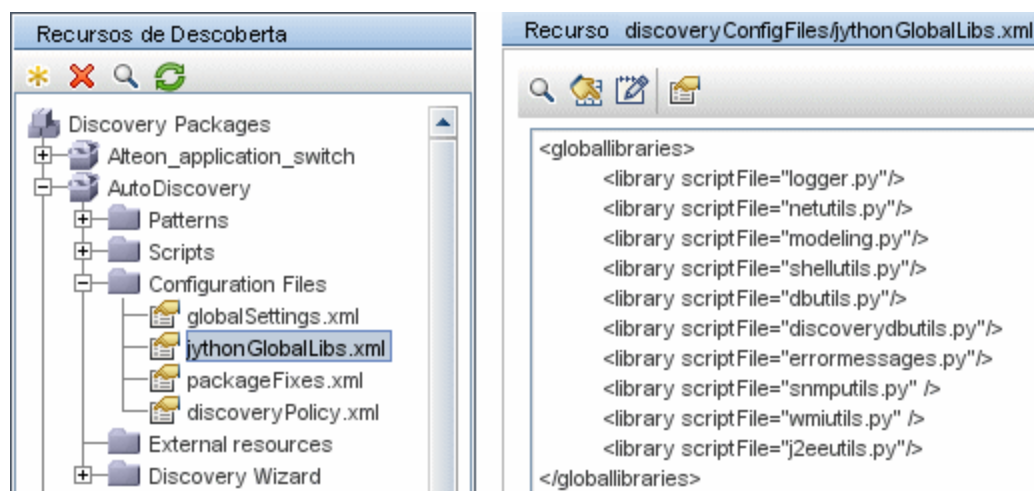 Recursos de Descoberta
Discovery Packages
Alteon_application_switch
AutoDiscovery
Patterns
Scripts
Configuration Files
globalSettings.xml
jythonGlobalLibs.xml
packageFixes.xml
discoveryPolicy.xml
External resources
Discovery Wizard
Recurso discoveryConfigFiles/jythonGlobalLibs.xml
<globallibraries>
<library scriptFile="logger.py"/>
<library scriptFile="netutils.py"/>
<library scriptFile="modeling.py"/>
<library scriptFile="shellutils.py"/>
<library scriptFile="dbutils.py"/>
<library scriptFile="discoverydbutils.py"/>
<library scriptFile="errormessages.py"/>
<library scriptFile="snmputils.py" />
<library scriptFile="wmiutils.py" />
<library scriptFile="j2eeutils.py"/>
</globallibraries>